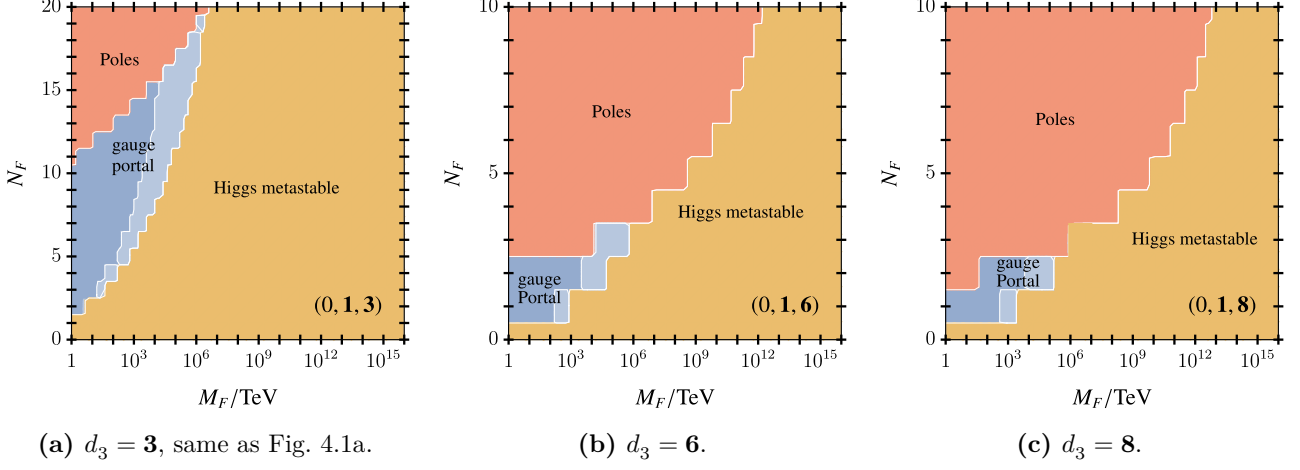 20
15
10
5
0
N_F
Poles
gauge
portal
Higgs metastable
(0, 1, 3)
1
10^3
10^6
10^9
10^12
10^15
M_F/TeV
(a) d_3 = 3, same as Fig. 4.1a.
10
5
0
N_F
Poles
Higgs metastable
gauge
Portal
(0, 1, 6)
1
10^3
10^6
10^9
10^12
10^15
M_F/TeV
(b) d_3 = 6.
10
5
0
N_F
Poles
Higgs metastable
gauge
Portal
(0, 1, 8)
1
10^3
10^6
10^9
10^12
10^15
M_F/TeV
(c) d_3 = 8.